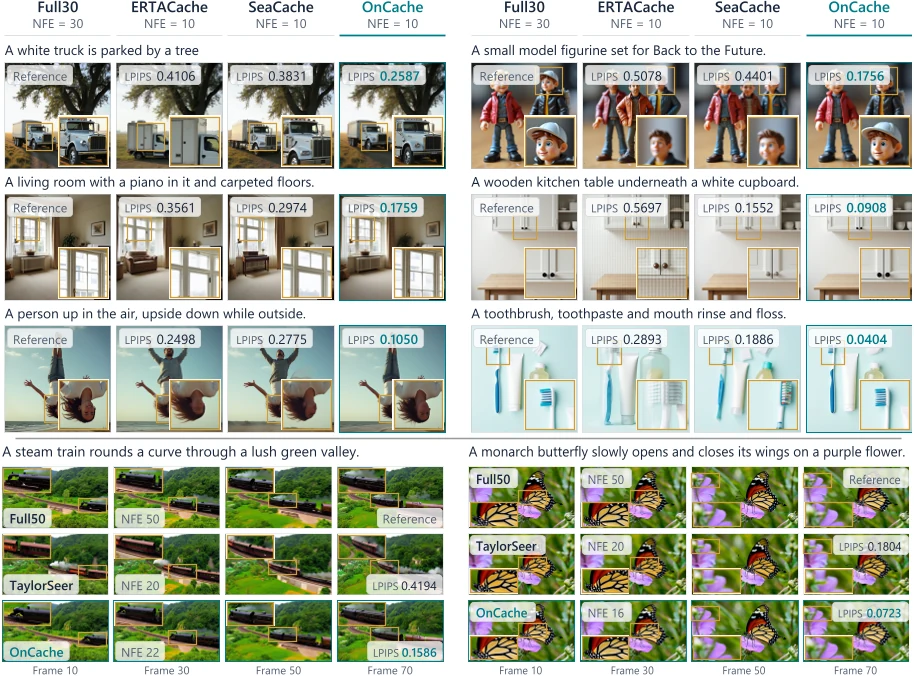 Full30 ERTACache SeaCache OnCache Full30 ERTACache SeaCache OnCache
NFE = 30 NFE = 10 NFE = 10 NFE = 10 NFE = 30 NFE = 10 NFE = 10 NFE = 10
A white truck is parked by a tree A small model figurine set for Back to the Future.
Reference LPIPS 0.4106 LPIPS 0.3831 LPIPS 0.2587 Reference LPIPS 0.5078 LPIPS 0.4401 LPIPS 0.1756
A living room with a piano in it and carpeted floors. A wooden kitchen table underneath a white cupboard.
Reference LPIPS 0.3561 LPIPS 0.2974 LPIPS 0.1759 Reference LPIPS 0.5697 LPIPS 0.1552 LPIPS 0.0908
A person up in the air, upside down while outside. A toothbrush, toothpaste and mouth rinse and floss.
Reference LPIPS 0.2498 LPIPS 0.2775 LPIPS 0.1050 Reference LPIPS 0.2893 LPIPS 0.1886 LPIPS 0.0404
A steam train rounds a curve through a lush green valley. A monarch butterfly slowly opens and closes its wings on a purple flower.
Full50 NFE 50 Reference Full50 NFE 50 Reference
TaylorSeer NFE 20 LPIPS 0.4194 TaylorSeer NFE 20 LPIPS 0.1804
OnCache NFE 22 LPIPS 0.1586 OnCache NFE 16 LPIPS 0.0723
Frame 10 Frame 30 Frame 50 Frame 70 Frame 10 Frame 30 Frame 50 Frame 70